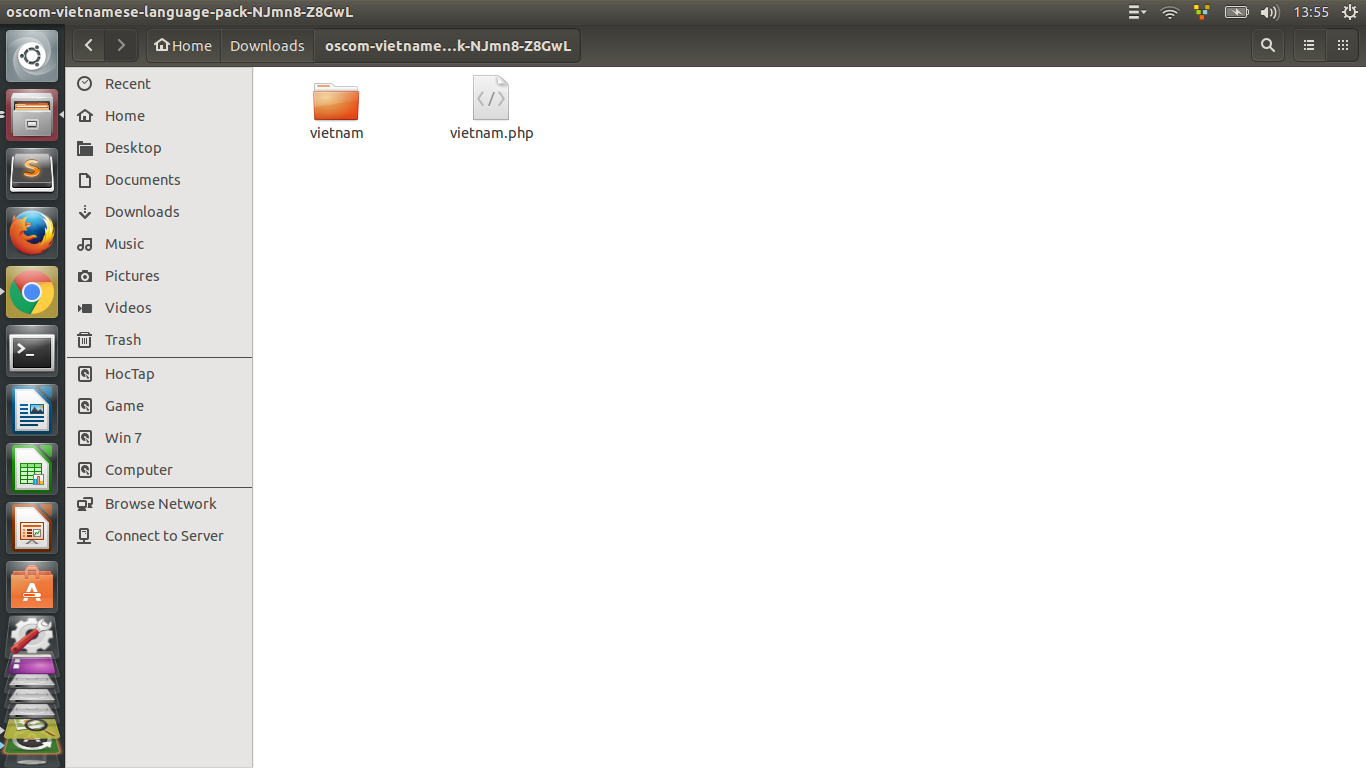 oscom-vietnamese-language-pack-NJmn8-Z8GwL
13:55
Home
Downloads
oscom-vietname...k-NJmn8-Z8GwL
Recent
Home
Desktop
Documents
Downloads
Music
Pictures
Videos
Trash
HocTap
Game
Win 7
Computer
Browse Network
Connect to Server
vietnam
vietnam.php